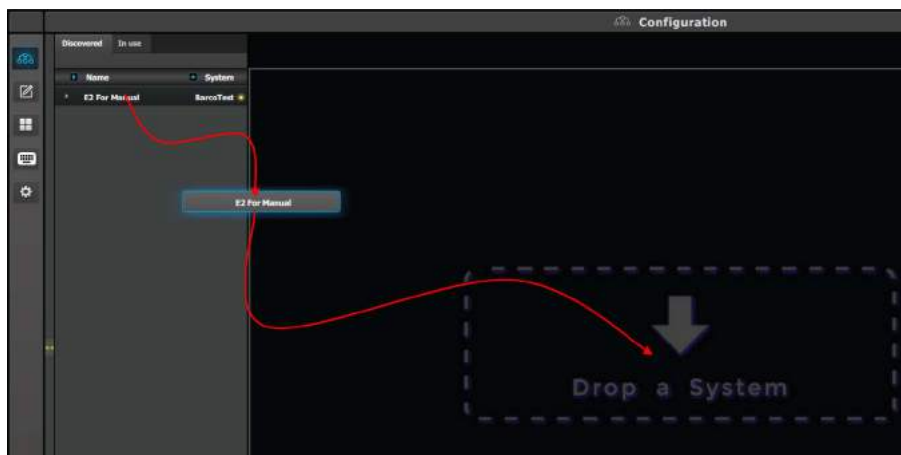 Configuration
Discovered In use
Name System
E2 For Manual BarcoTest
E2 For Manual
Drop a System